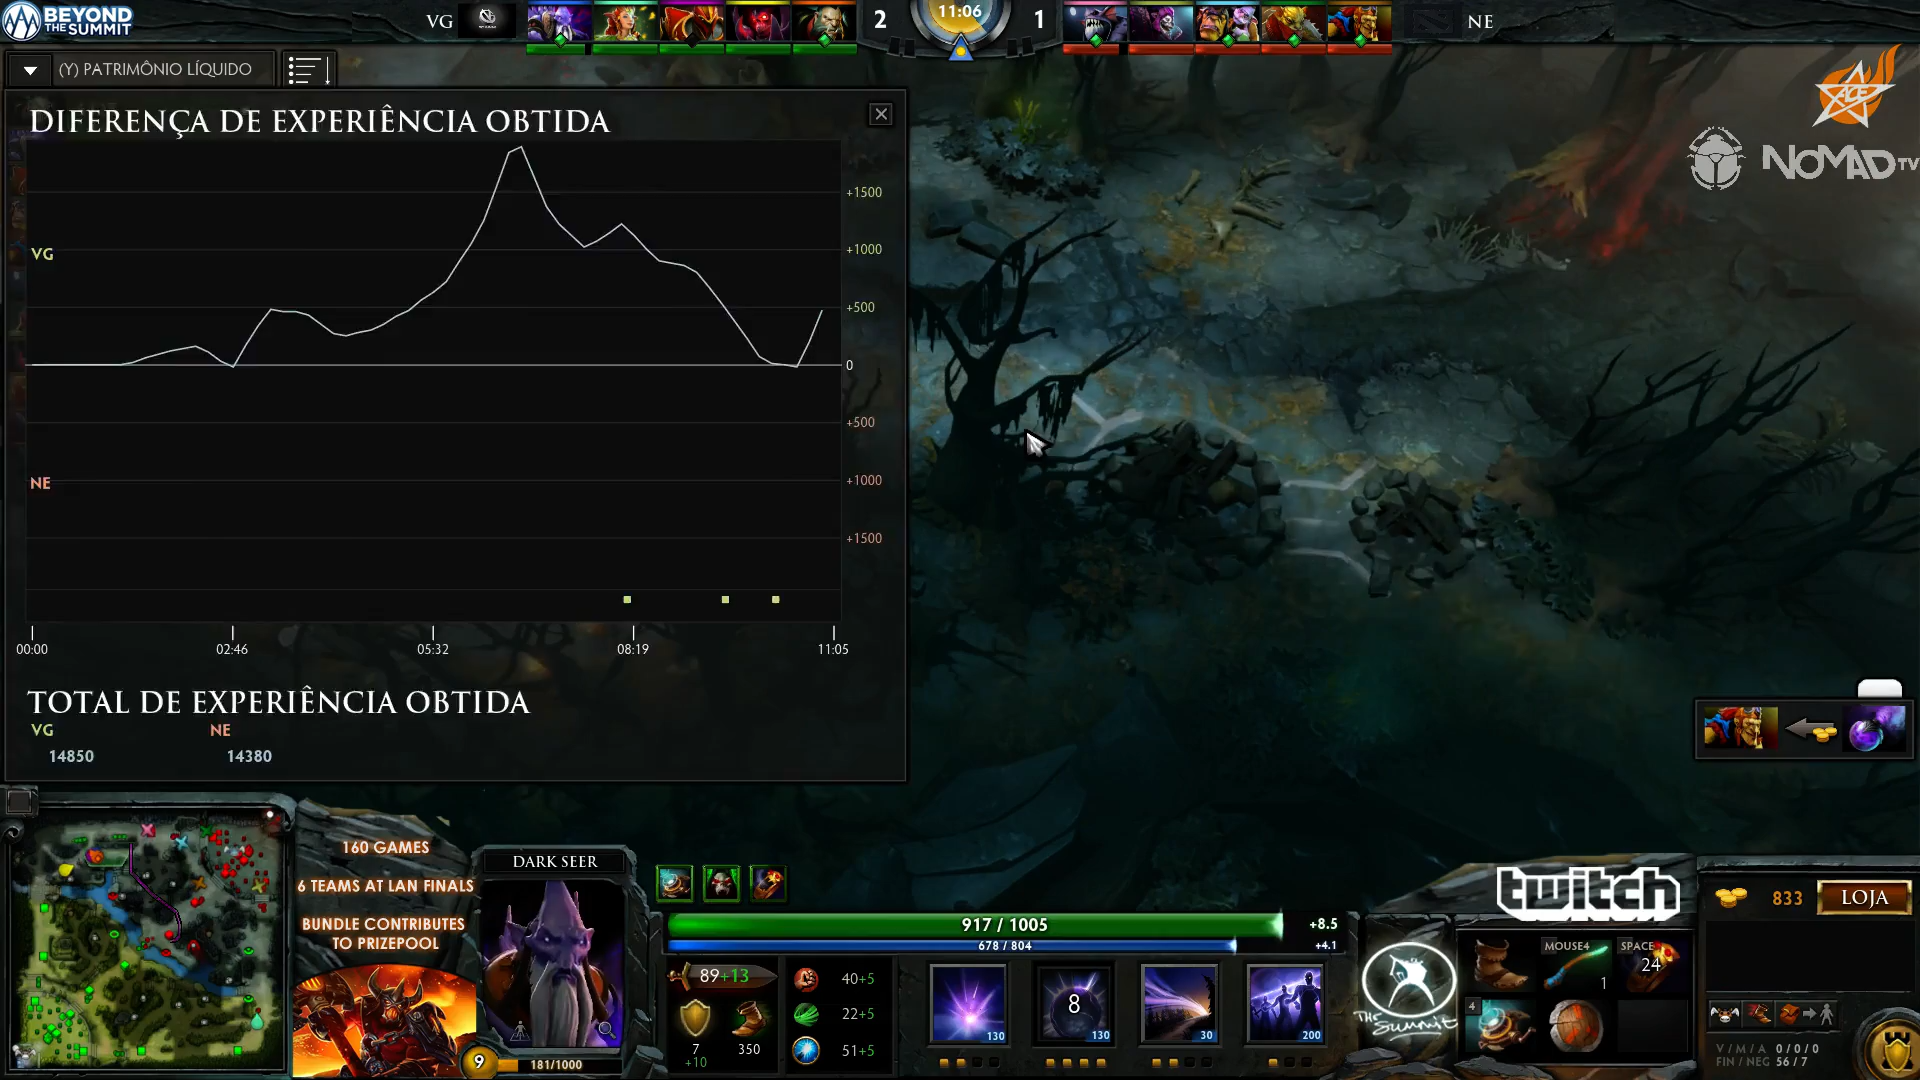 BEYOND
THE SUMMIT
VG
2
11:06
1
NE
(Y) PATRIMÔNIO LÍQUIDO
ACE
NOMADTV
DIFERENÇA DE EXPERIÊNCIA OBTIDA
+1500
VG
+1000
+500
0
+500
NE
+1000
+1500
00:00
02:46
05:32
08:19
11:05
TOTAL DE EXPERIÊNCIA OBTIDA
VG
NE
14850
14380
160 GAMES
6 TEAMS AT LAN FINALS
BUNDLE CONTRIBUTES
TO PRIZEPOOL
DARK SEER
9
181/1000
917 / 1005
+8.5
678 / 804
+4.1
89+13
7
+10
350
40+5
22+5
51+5
130
8
130
30
200
The Summit
twitch
MOUSE4
1
SPACE
24
4
833
LOJA
V / M / A 0 / 0 / 0
FIN / NEG 56 / 7